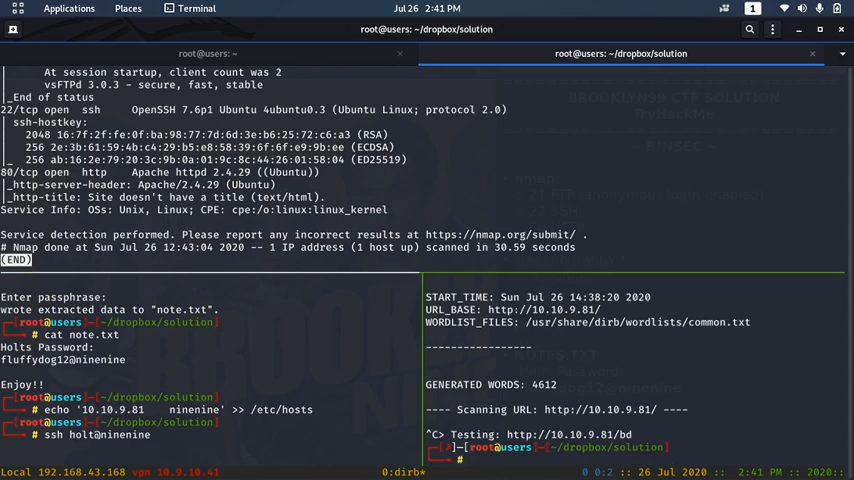 Applications Places Terminal Jul 26 2:41 PM 1
root@users: ~/dropbox/solution
root@users: ~
root@users: ~/dropbox/solution
At session startup, client count was 2
vsFTPd 3.0.3 - secure, fast, stable
|_End of status
22/tcp open  ssh     OpenSSH 7.6p1 Ubuntu 4ubuntu0.3 (Ubuntu Linux; protocol 2.0)
| ssh-hostkey:
|   2048 16:7f:2f:fe:0f:ba:98:77:7d:6d:3e:b6:25:72:c6:a3 (RSA)
|   256 2e:3b:61:59:4b:c4:29:b5:e8:58:39:6f:6f:e9:9b:ee (ECDSA)
|_  256 ab:16:2e:79:20:3c:9b:0a:01:9c:8c:44:26:01:58:04 (ED25519)
80/tcp open  http    Apache httpd 2.4.29 ((Ubuntu))
|_http-server-header: Apache/2.4.29 (Ubuntu)
|_http-title: Site doesn't have a title (text/html).
Service Info: OSs: Unix, Linux; CPE: cpe:/o:linux:linux_kernel
Service detection performed. Please report any incorrect results at https://nmap.org/submit/ .
# Nmap done at Sun Jul 26 12:43:04 2020 -- 1 IP address (1 host up) scanned in 30.59 seconds
(END)
BROOKLYN99 CTF SOLUTION
TryHackMe
~ BINSEC ~
Enter passphrase:
wrote extracted data to "note.txt".
[root@users]-[~/dropbox/solution]
# cat note.txt
Holts Password:
fluffydog12@ninenine
Enjoy!!
[root@users]-[~/dropbox/solution]
# echo '10.10.9.81    ninenine' >> /etc/hosts
[root@users]-[~/dropbox/solution]
# ssh holt@ninenine
START_TIME: Sun Jul 26 14:38:20 2020
URL_BASE: http://10.10.9.81/
WORDLIST_FILES: /usr/share/dirb/wordlists/common.txt
-----------------
GENERATED WORDS: 4612
---- Scanning URL: http://10.10.9.81/ ----
^C> Testing: http://10.10.9.81/bd
[✗]-[root@users]-[~/dropbox/solution]
#
Local 192.168.43.168 vpn 10.9.10.41 0:dirb* 0 0:2 :: 26 Jul 2020 :: 2:41 PM :: 2020::